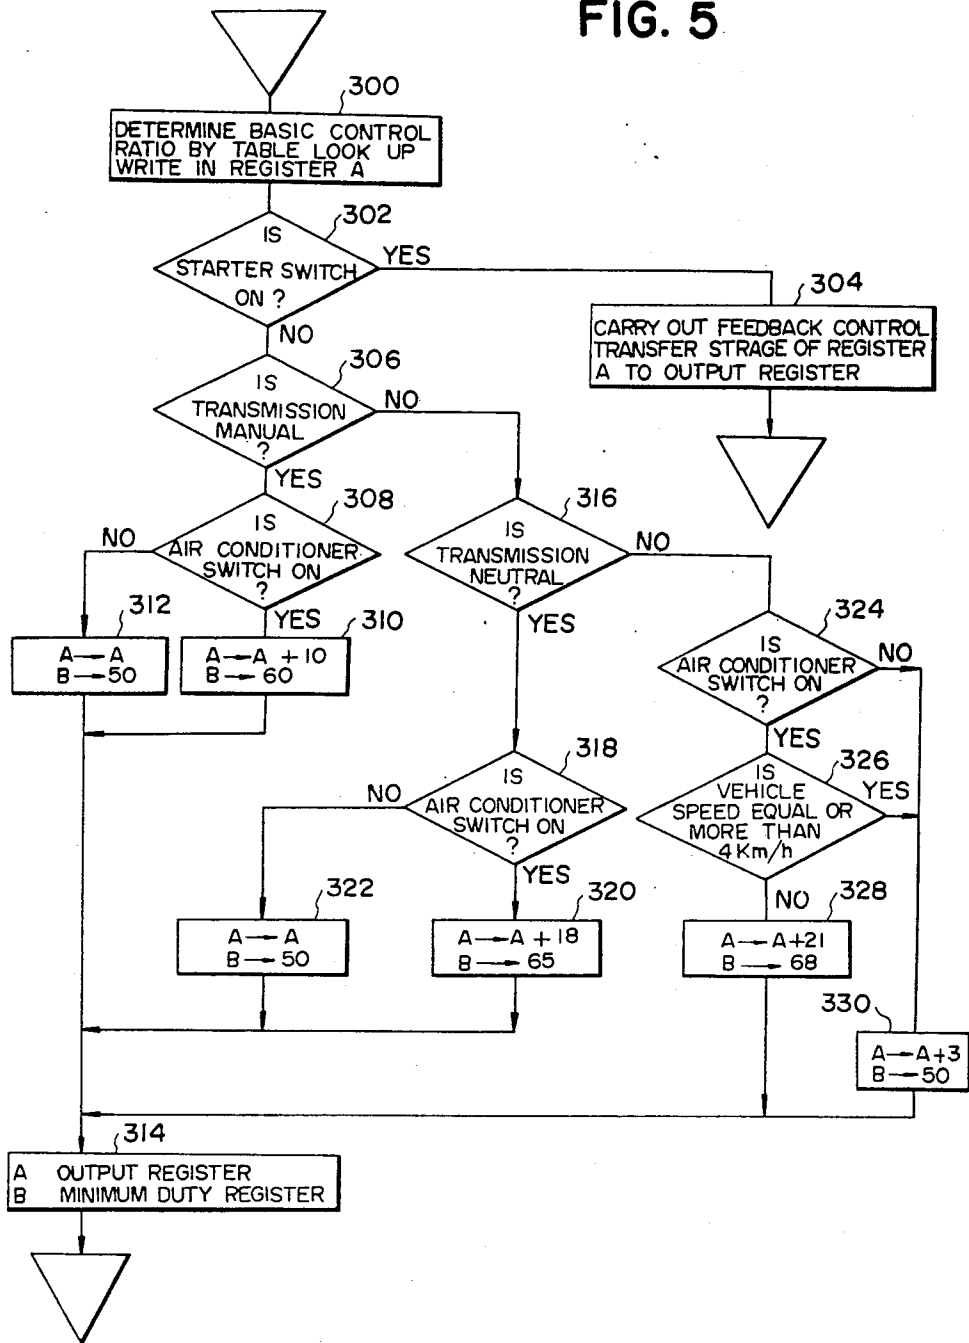 FIG. 5
300
DETERMINE BASIC CONTROL
RATIO BY TABLE LOOK UP
WRITE IN REGISTER A
302
IS
STARTER SWITCH
ON ?
YES
NO
304
CARRY OUT FEEDBACK CONTROL
TRANSFER STRAGE OF REGISTER
A TO OUTPUT REGISTER
306
IS
TRANSMISSION
MANUAL
?
NO
YES
308
IS
AIR CONDITIONER
SWITCH ON
?
NO
YES
316
IS
TRANSMISSION
NEUTRAL
?
NO
YES
312
A → A
B → 50
310
A → A + 10
B → 60
324
IS
AIR CONDITIONER
SWITCH ON
?
NO
YES
318
IS
AIR CONDITIONER
SWITCH ON
?
NO
YES
326
IS
VEHICLE
SPEED EQUAL OR
MORE THAN
4 Km/h
YES
NO
322
A → A
B → 50
320
A → A + 18
B → 65
328
A → A+21
B → 68
330
A → A+3
B → 50
314
A OUTPUT REGISTER
B MINIMUM DUTY REGISTER